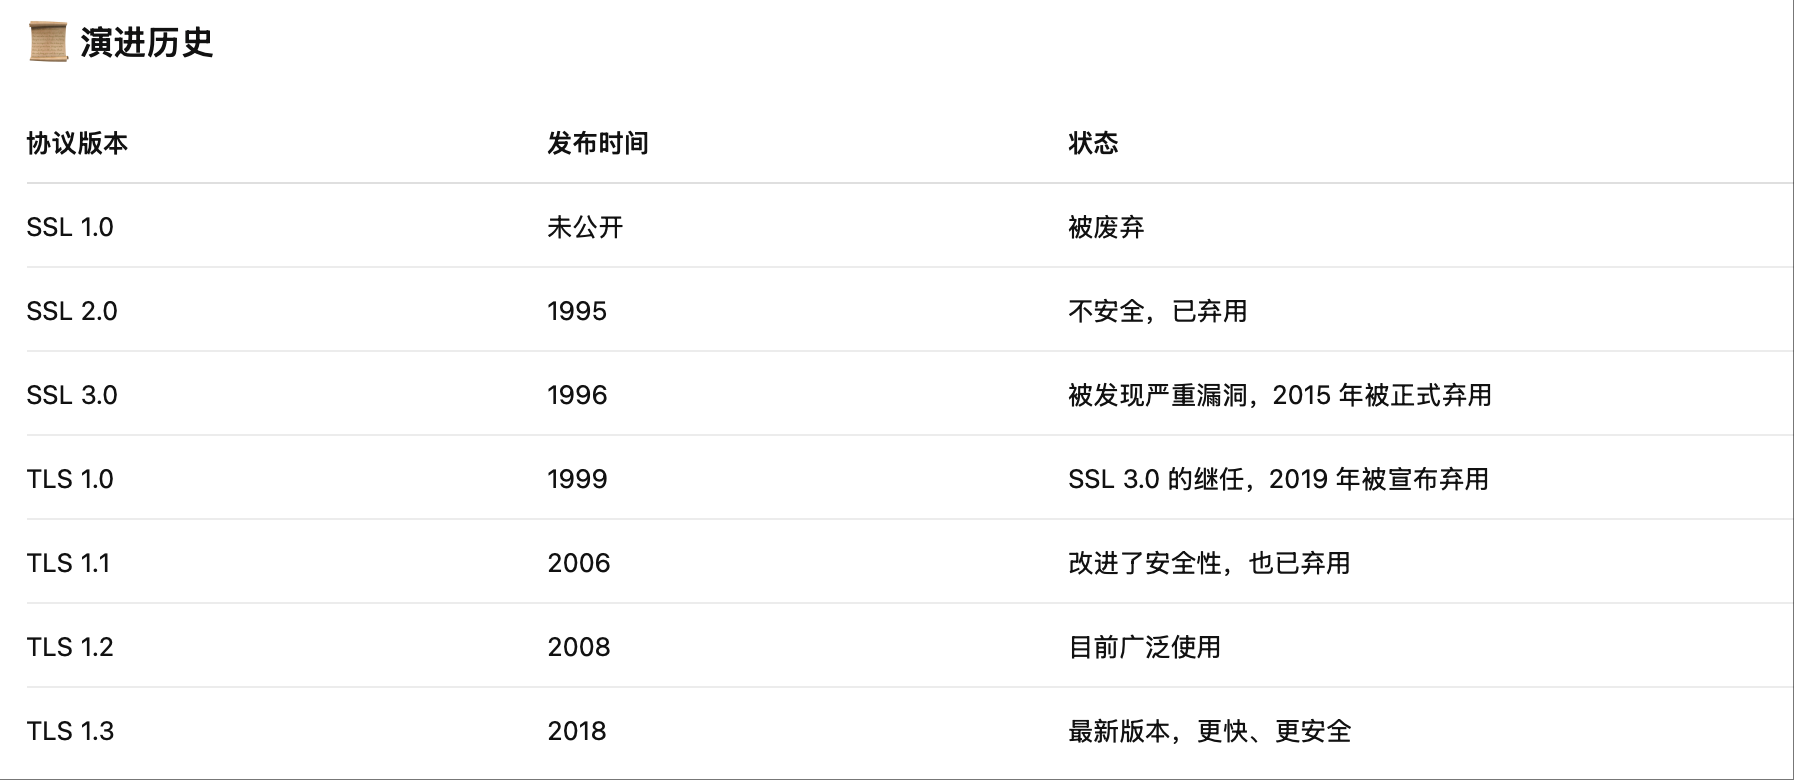 📜 演进历史
协议版本 发布时间 状态
SSL 1.0 未公开 被废弃
SSL 2.0 1995 不安全，已弃用
SSL 3.0 1996 被发现严重漏洞，2015 年被正式弃用
TLS 1.0 1999 SSL 3.0 的继任，2019 年被宣布弃用
TLS 1.1 2006 改进了安全性，也已弃用
TLS 1.2 2008 目前广泛使用
TLS 1.3 2018 最新版本，更快、更安全